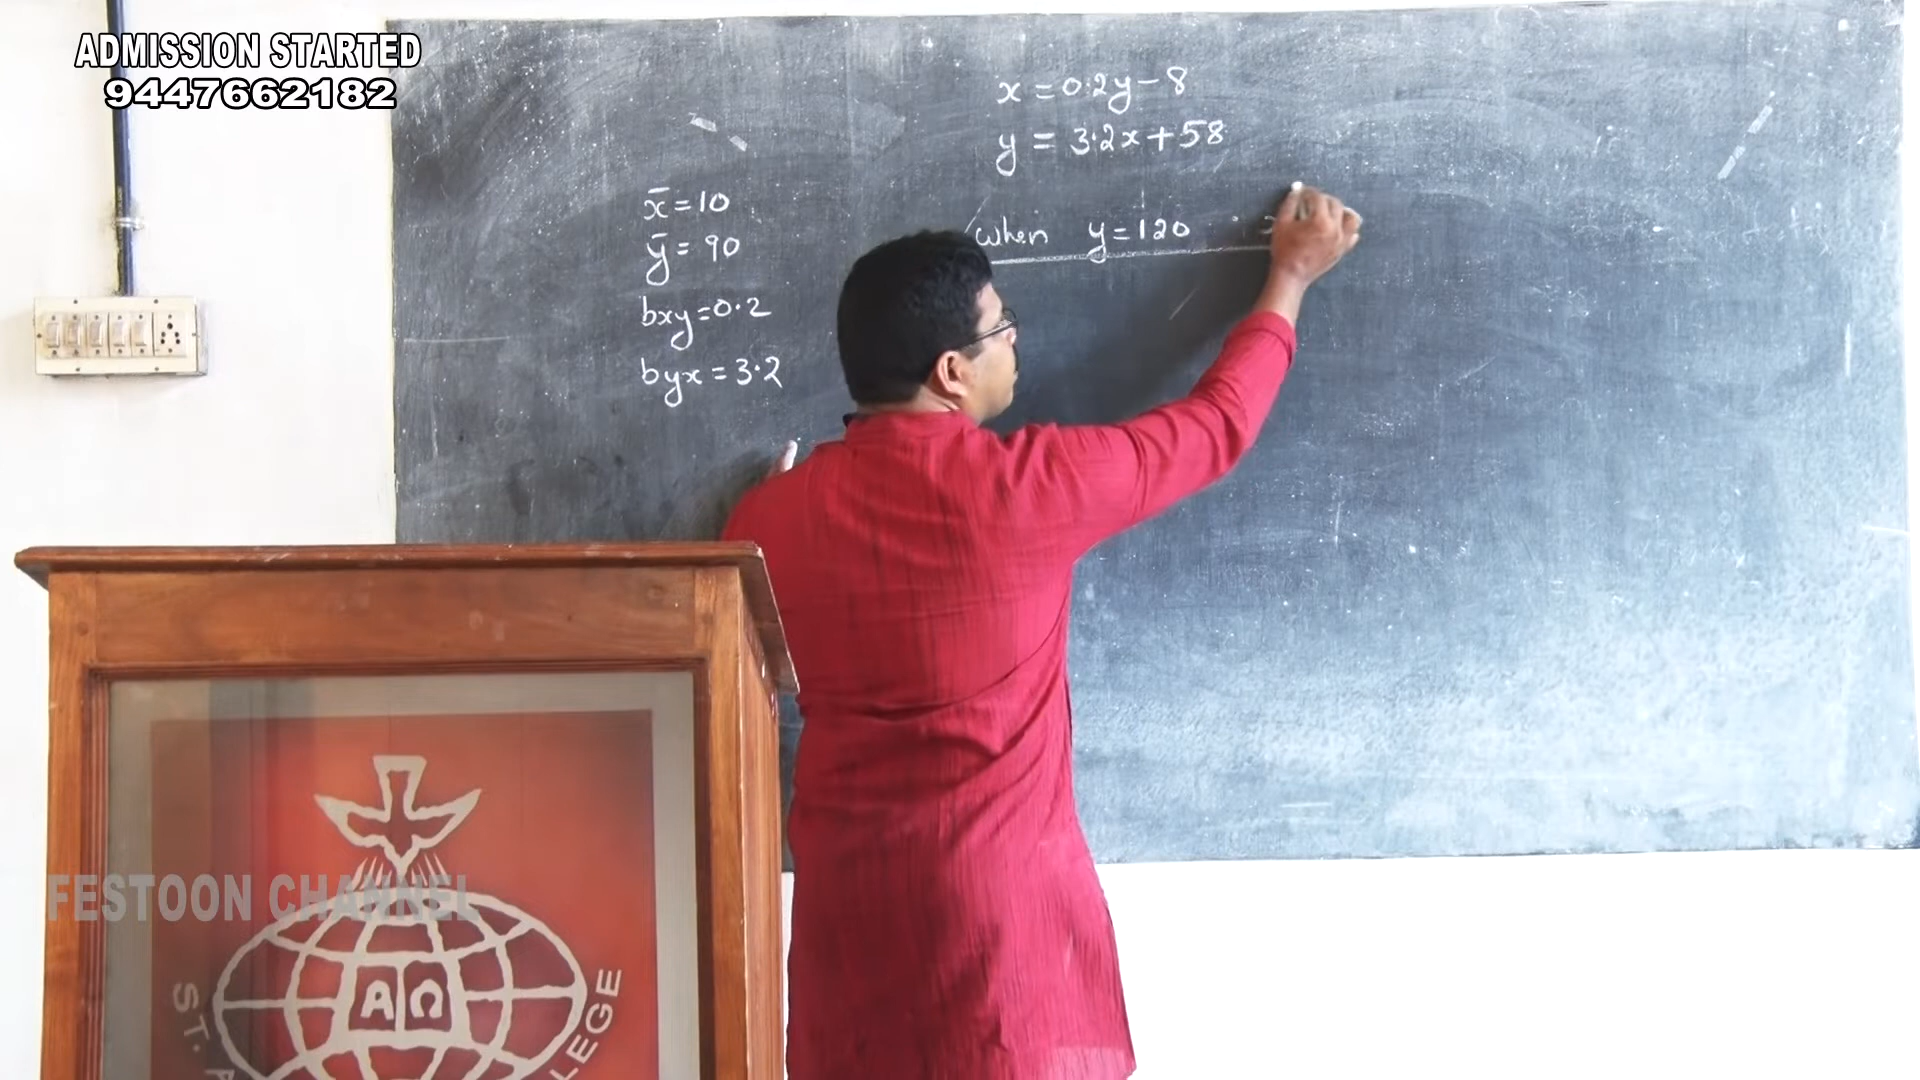 ADMISSION STARTED
9447662182
x = 0.2y - 8
y = 3.2x + 58
x̄ = 10
ȳ = 90
bxy = 0.2
byx = 3.2
when y = 120
FESTOON CHANNEL
ST.
Α Ω